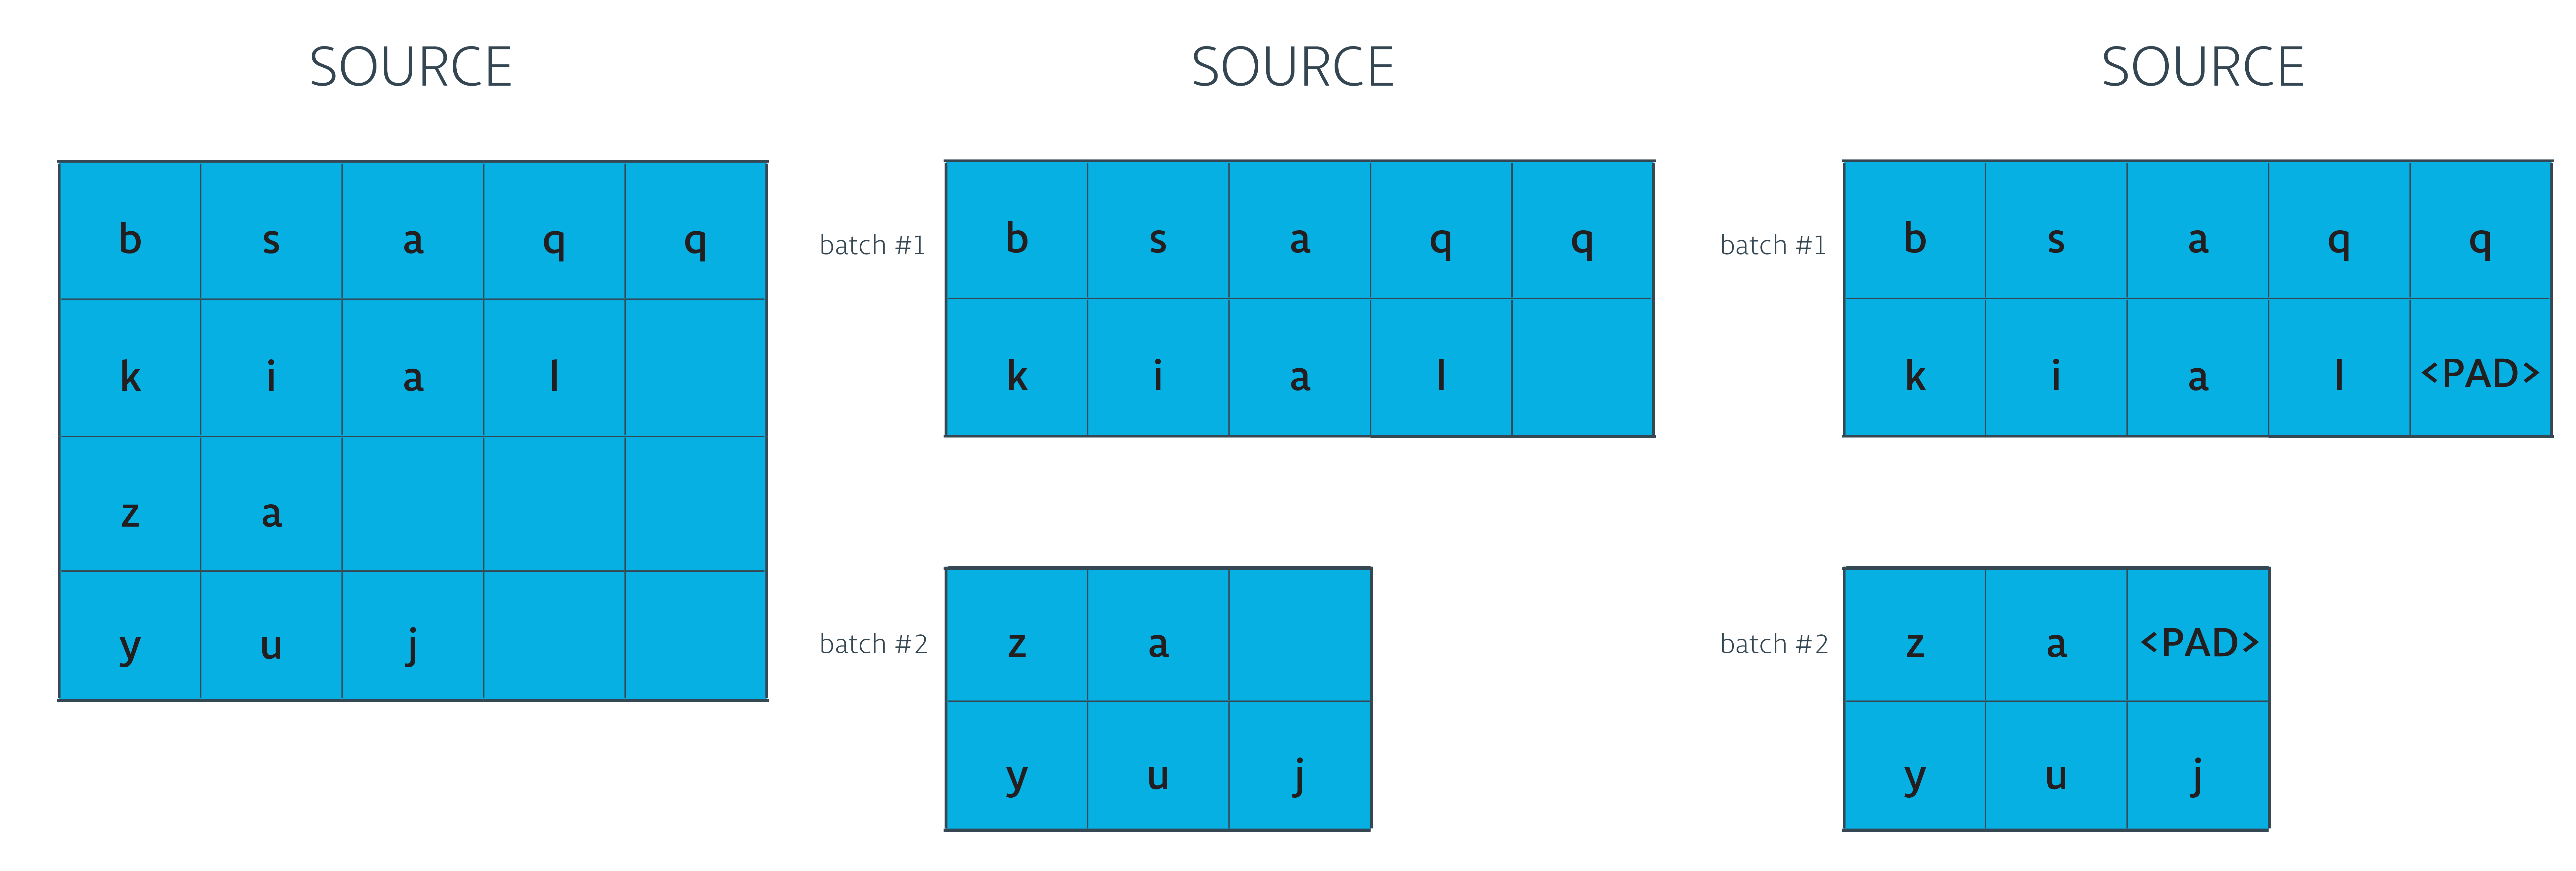 SOURCE
b s a q q
k i a l
z a
y u j
SOURCE
batch #1
b s a q q
k i a l
batch #2
z a
y u j
SOURCE
batch #1
b s a q q
k i a l <PAD>
batch #2
z a <PAD>
y u j